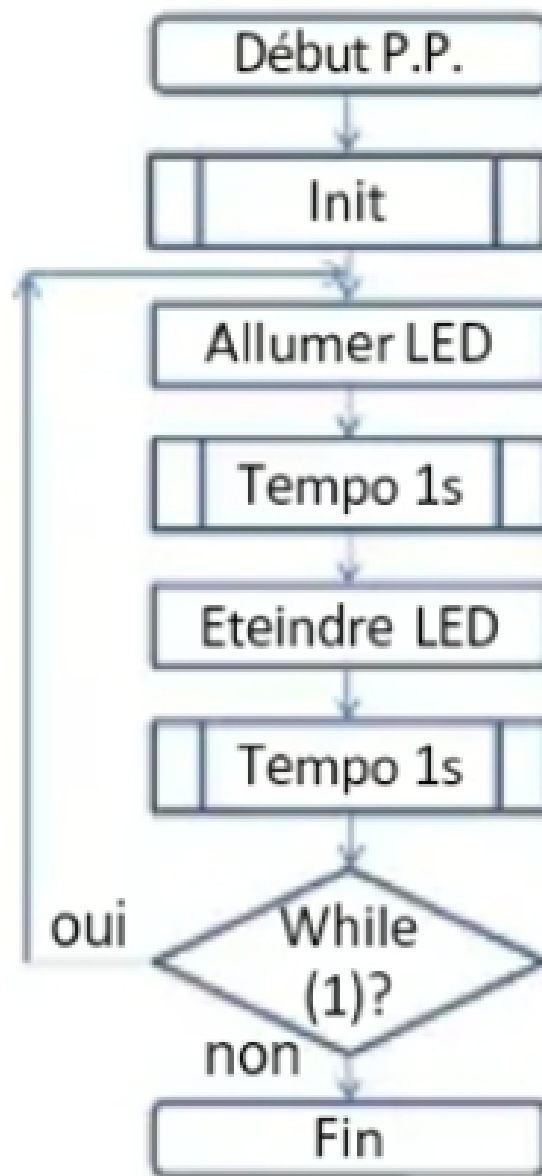 Début P.P.
Init
Allumer LED
Tempo 1s
Eteindre LED
Tempo 1s
While
(1)?
oui
non
Fin